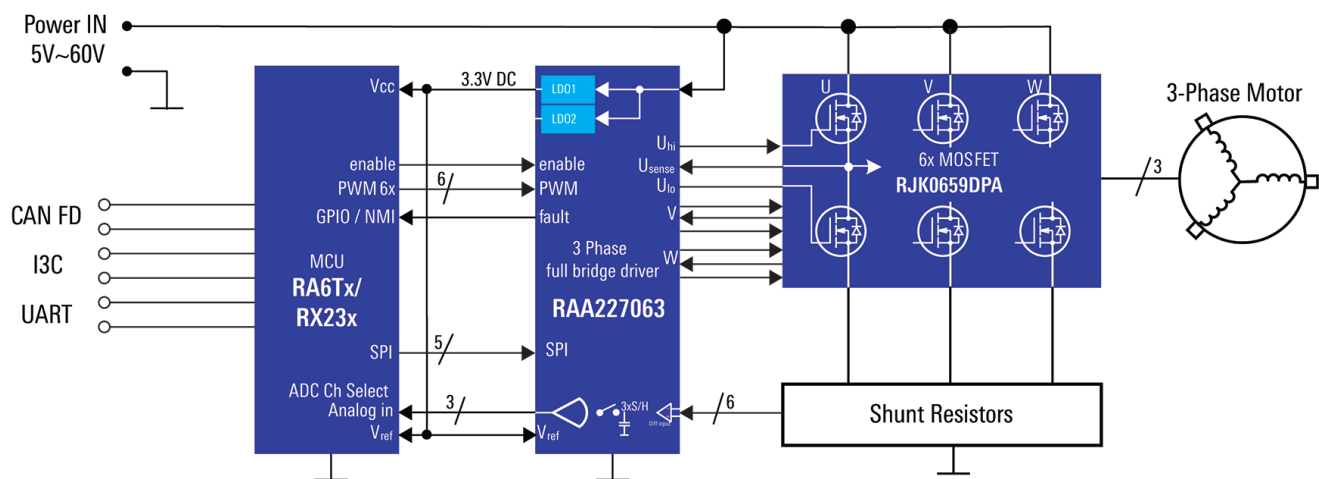 Power IN
5V~60V
CAN FD
I3C
UART
Vcc
enable
PWM 6x
GPIO / NMI
MCU
RA6Tx/
RX23x
SPI
ADC Ch Select
Analog in
Vref
3.3V DC
6
5
3
LDO1
LDO2
Uhi
enable
Usense
PWM
Ulo
fault
V
3 Phase
full bridge driver
W
RAA227063
SPI
3xS/H
Diff input
Vref
6
U
V
W
6x MOSFET
RJK0659DPA
Shunt Resistors
3
3-Phase Motor